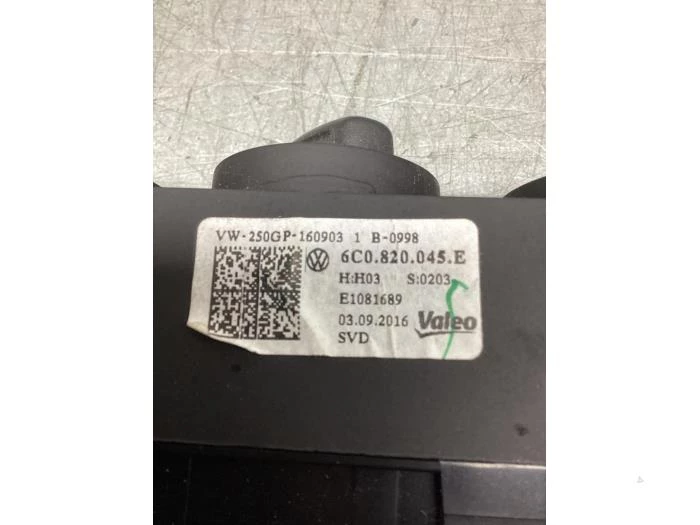 VW-250GP-160903 1 B-0998
6C0.820.045.E
H:H03 S:0203
E1081689
03.09.2016 Valeo
SVD